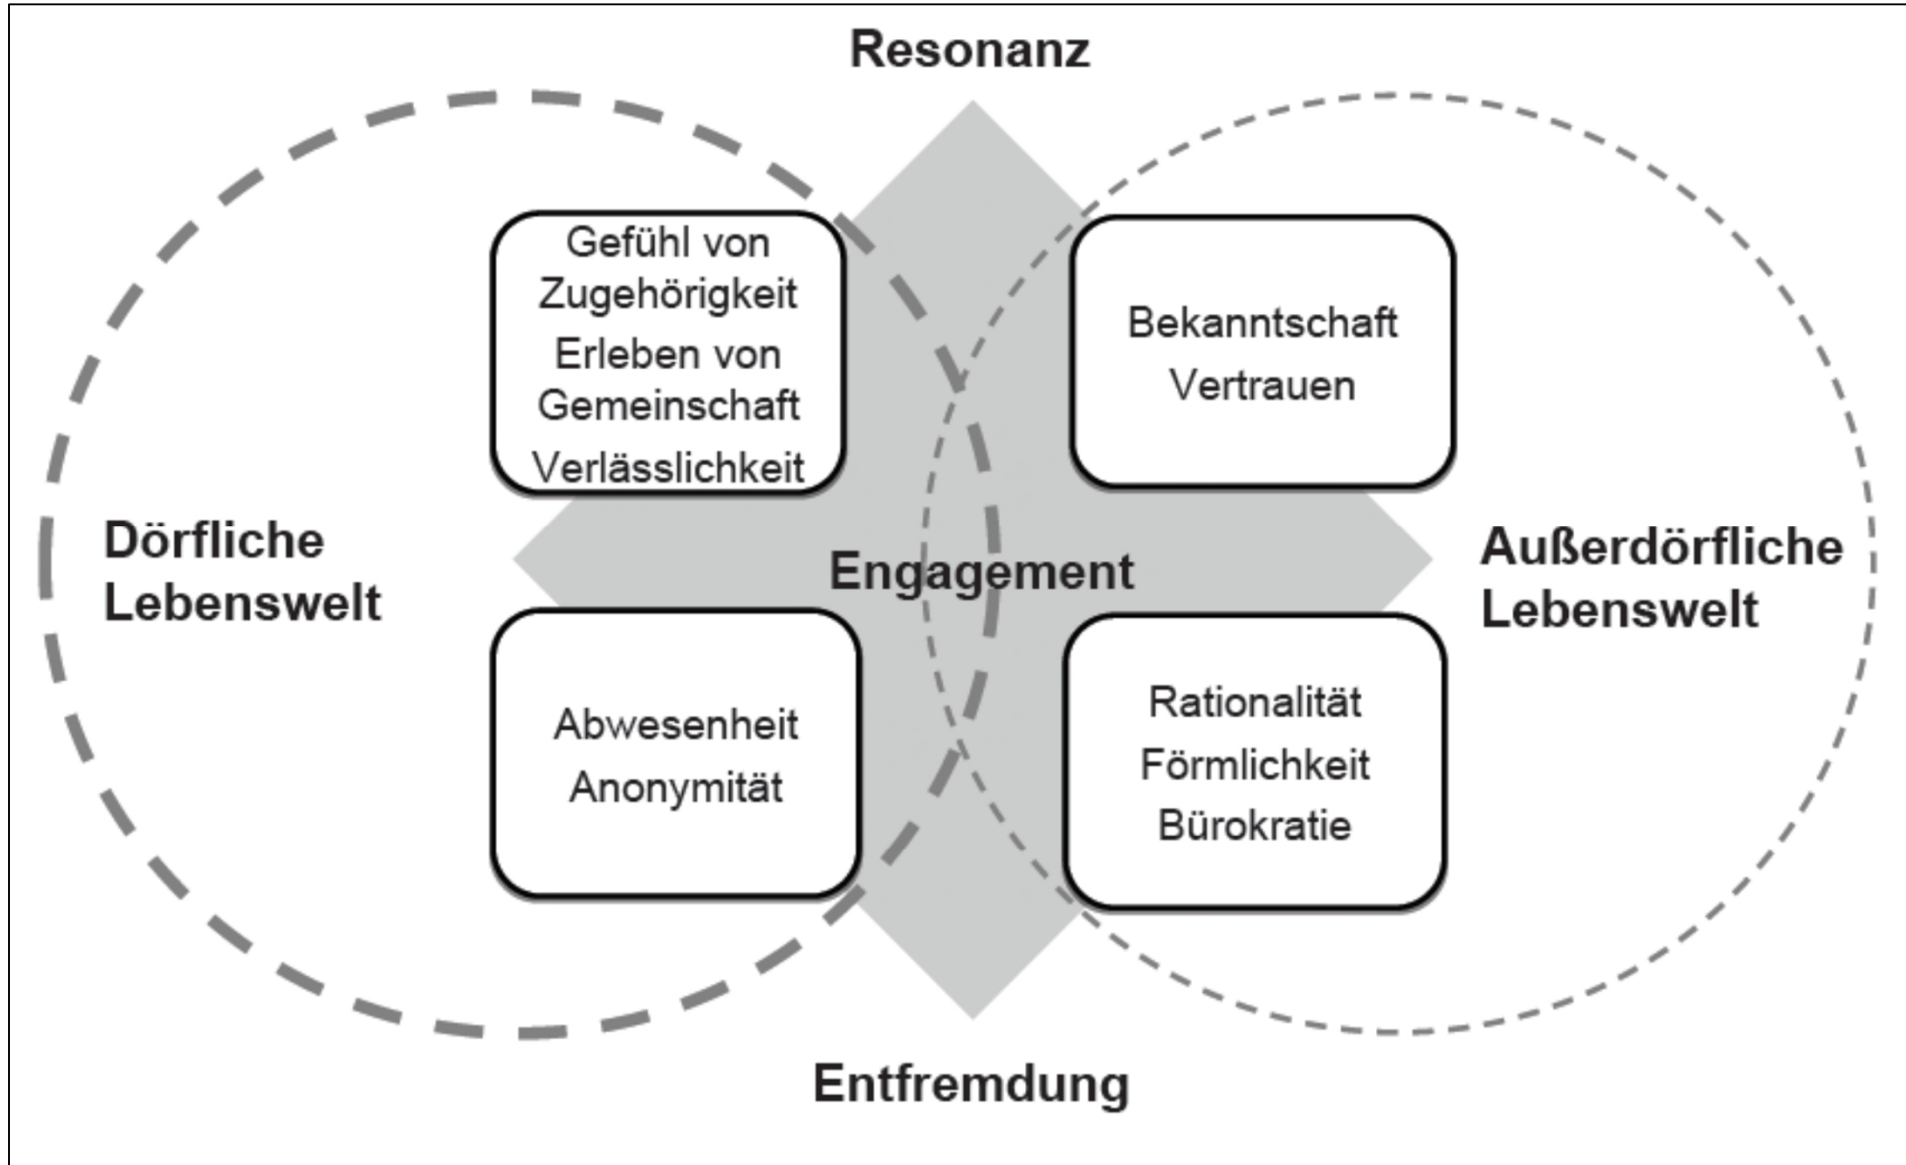 Resonanz
Gefühl von
Zugehörigkeit
Erleben von
Gemeinschaft
Verlässlichkeit
Bekanntschaft
Vertrauen
Dörfliche
Lebenswelt
Engagement
Außerdörfliche
Lebenswelt
Abwesenheit
Anonymität
Rationalität
Förmlichkeit
Bürokratie
Entfremdung